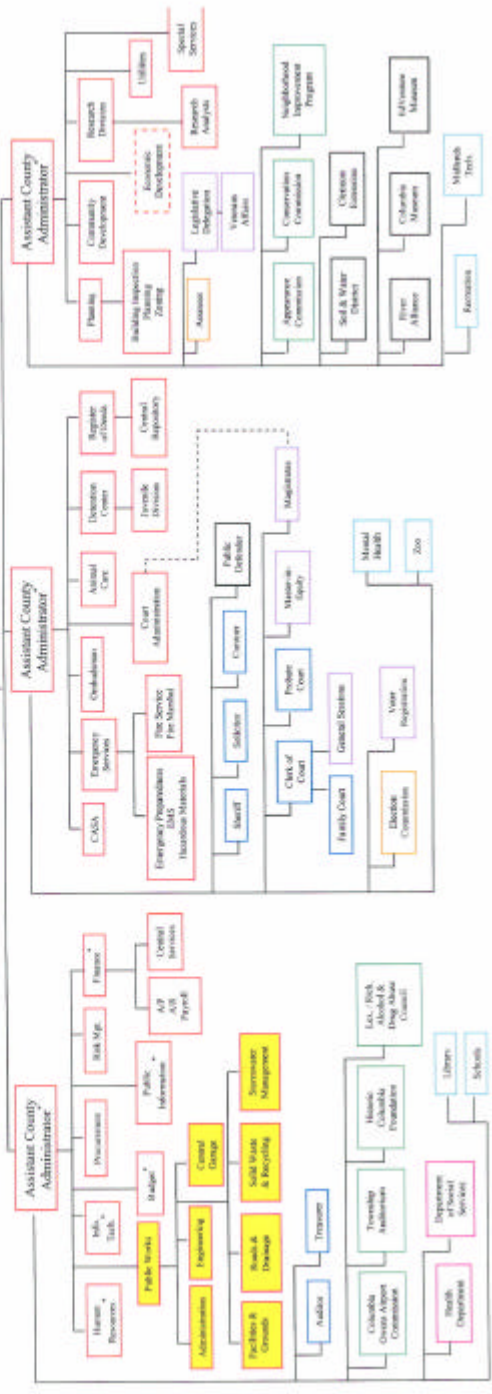 Assistant County
Administrator
Human
Resources
Info.
Tech.
Procurement
Risk Mgt.
Finance
Public Works
Budget
Public
Information
A/P
A/R
Payroll
Central
Services
Administration
Engineering
Central
Garage
Facilities &
Grounds
Roads &
Drainage
Solid Waste
& Recycling
Stormwater
Management
Auditor
Treasurer
Columbia
Owens Airport
Commission
Township
Auditorium
Historic
Columbia
Foundation
Lex. / Rich.
Alcohol &
Drug Abuse
Council
Health
Department
Department
of Social
Services
Library
Schools
Assistant County
Administrator
CASA
Emergency
Services
Ombudsman
Animal
Care
Detention
Center
Register
of Deeds
Emergency Preparedness
EMS
Hazardous Materials
Fire Service
Fire Marshal
Court
Administration
Juvenile
Division
Central
Repository
Sheriff
Solicitor
Coroner
Public
Defender
Clerk of
Court
Probate
Court
Master-in-
Equity
Magistrates
Family Court
General Sessions
Election
Commission
Voter
Registration
Mental
Health
Zoo
Assistant County
Administrator
Planning
Community
Development
Research
Division
Utilities
Special
Services
Building Inspection
Planning
Zoning
Economic
Development
Research
Analysis
Assessor
Legislative
Delegation
Veterans
Affairs
Appearance
Commission
Conservation
Commission
Neighborhood
Improvement
Program
Soil & Water
District
Clemson
Extension
River
Alliance
Columbia
Museum
EdVenture
Museum
Recreation
Midlands
Tech